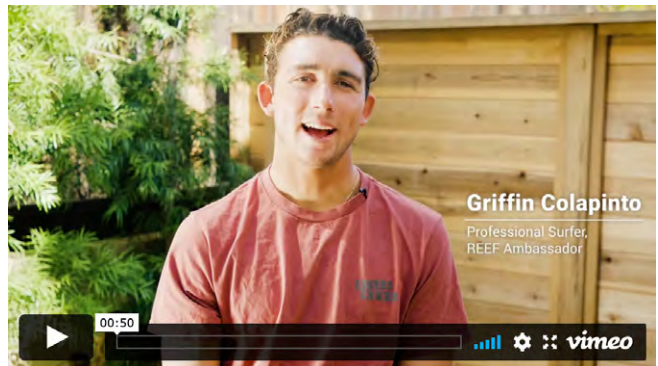 Griffin Colapinto
Professional Surfer,
REEF Ambassador
00:50
vimeo